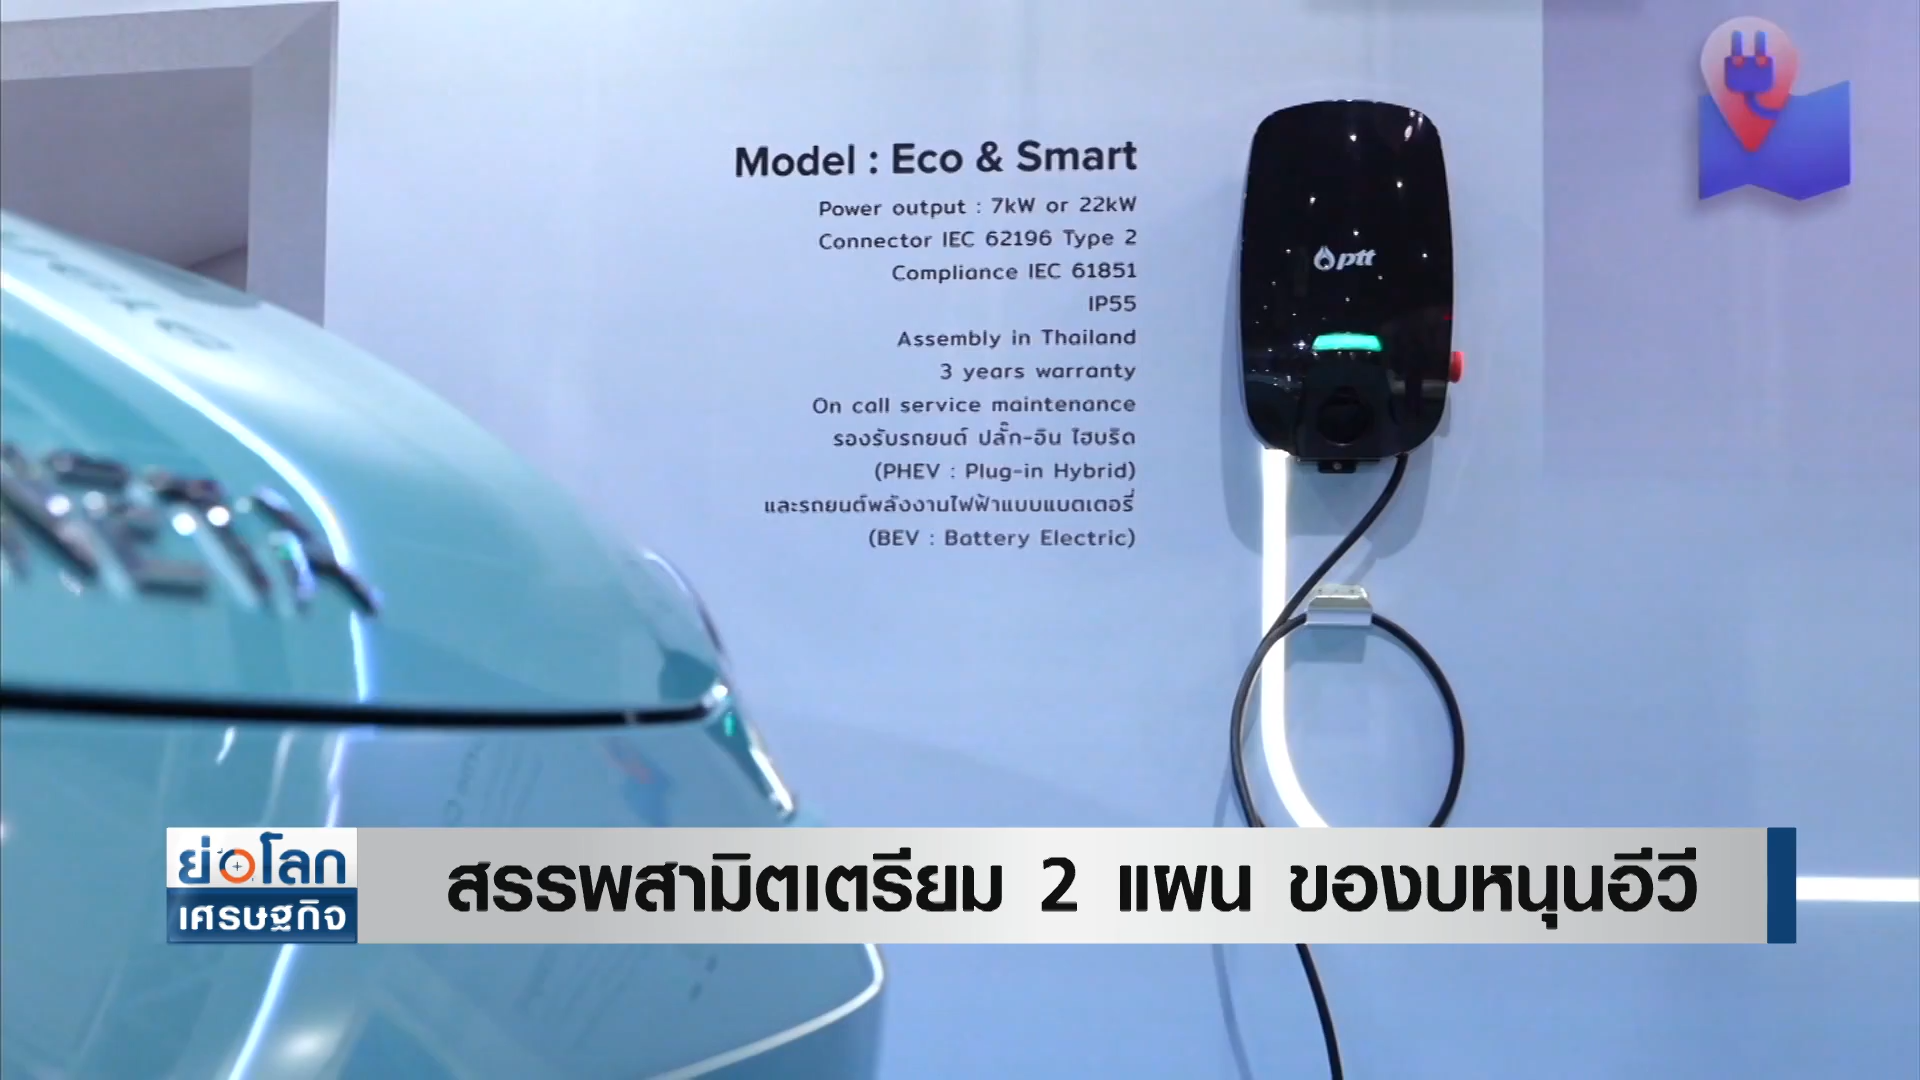 Model : Eco & Smart
Power output : 7kW or 22kW
Connector IEC 62196 Type 2
Compliance IEC 61851
IP55
Assembly in Thailand
3 years warranty
On call service maintenance
รองรับรถยนต์ ปลั๊ก-อิน ไฮบริด
(PHEV : Plug-in Hybrid)
และรถยนต์พลังงานไฟฟ้าแบบแบตเตอรี่
(BEV : Battery Electric)
ptt
ย่อโลก
เศรษฐกิจ
สรรพสามิตเตรียม 2 แผน ของบหนุนอีวี